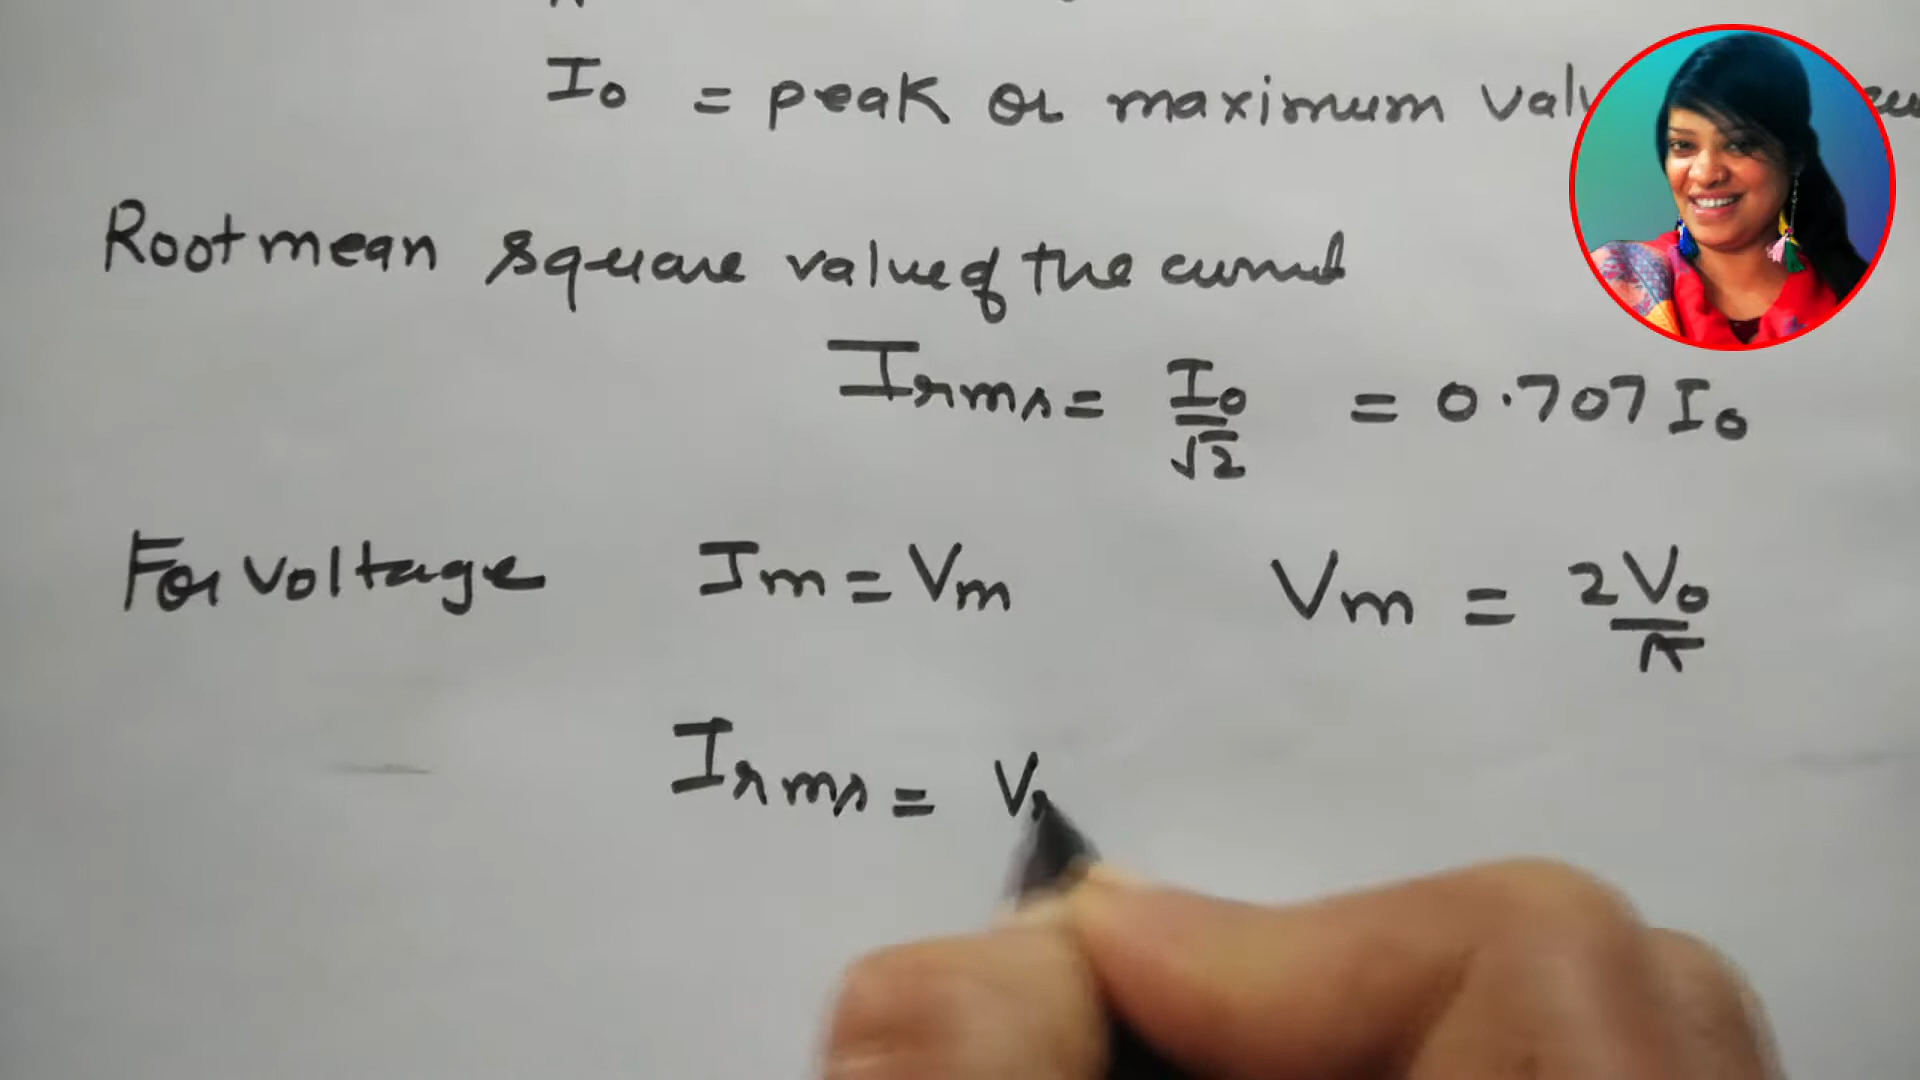 I₀ = peak or maximum
Root mean square value of the current
Irms = I₀/√2 = 0.707 I₀
For voltage Im = Vm Vm = 2V₀/π
Irms = V